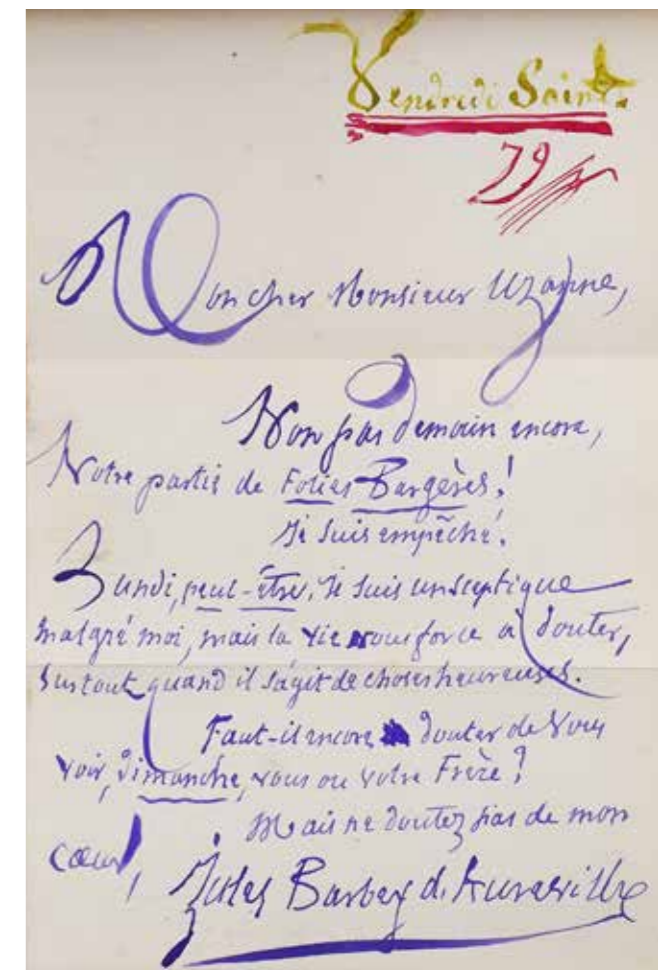 Vendredi Saint.
79
Mon cher Monsieur Uzanne,
Non pas demain encore,
Notre partie de Folies Bergères!
Je suis empêché.
Lundi, peut-être. Je suis un sceptique
malgré moi, mais la vie nous force à douter,
surtout quand il s'agit de choses heureuses.
Faut-il encore douter de vous
voir, dimanche, vous ou votre Frère?
Mais ne doutez pas de mon
cœur,
Jules Barbey d'Aurevilly